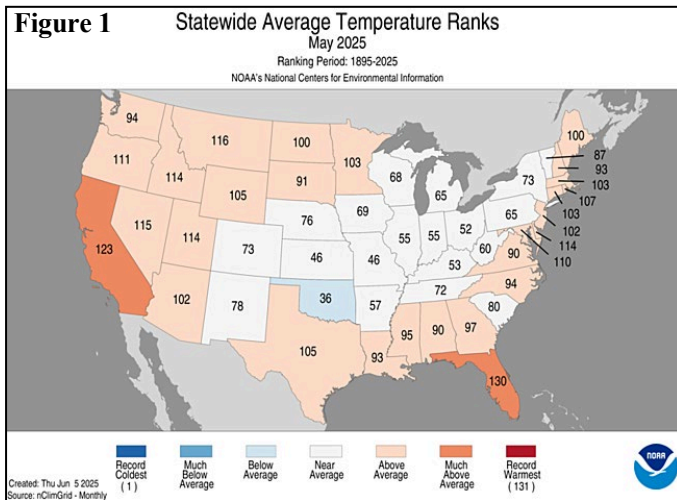 Figure 1
Statewide Average Temperature Ranks
May 2025
Ranking Period: 1895-2025
NOAA's National Centers for Environmental Information
94
116
100
103
100
111
114
105
91
68
65
73
87
93
103
107
103
102
114
110
123
115
114
73
76
69
55
55
52
65
60
90
46
46
53
94
102
78
36
57
72
80
105
93
95
90
97
130
Record
Coldest
(1)
Much
Below
Average
Below
Average
Near
Average
Above
Average
Much
Above
Average
Record
Warmest
(131)
Created: Thu Jun 5 2025
Source: nClimGrid - Monthly
NOAA